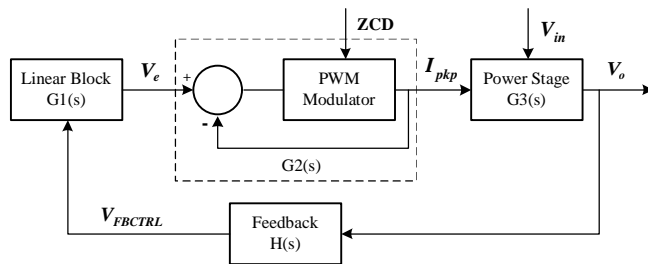 ZCD
V_in
Linear Block
G1(s)
V_e
+
-
PWM
Modulator
I_pkp
Power Stage
G3(s)
V_o
G2(s)
V_FBCTRL
Feedback
H(s)